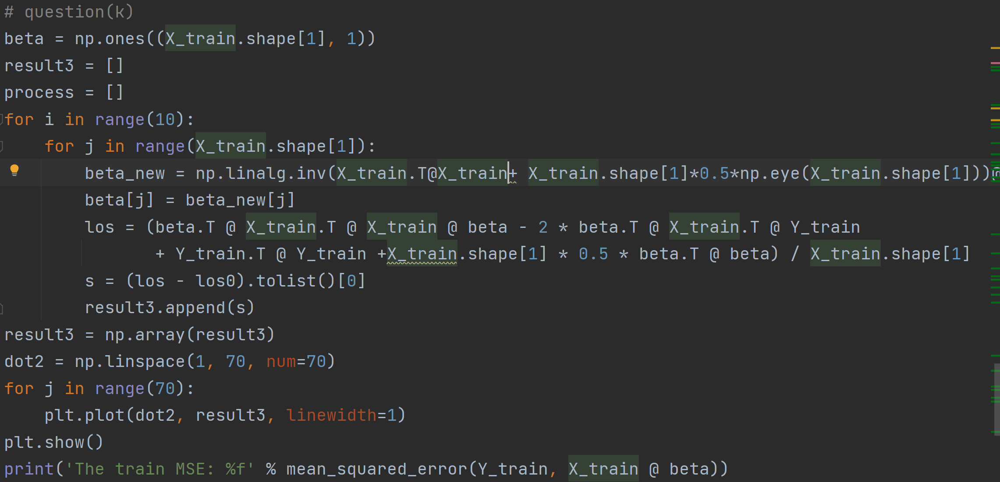 # question(k)
beta = np.ones((X_train.shape[1], 1))
result3 = []
process = []
for i in range(10):
    for j in range(X_train.shape[1]):
        beta_new = np.linalg.inv(X_train.T@X_train+ X_train.shape[1]*0.5*np.eye(X_train.shape[1]))@
        beta[j] = beta_new[j]
        los = (beta.T @ X_train.T @ X_train @ beta - 2 * beta.T @ X_train.T @ Y_train
               + Y_train.T @ Y_train +X_train.shape[1] * 0.5 * beta.T @ beta) / X_train.shape[1]
        s = (los - los0).tolist()[0]
        result3.append(s)
result3 = np.array(result3)
dot2 = np.linspace(1, 70, num=70)
for j in range(70):
    plt.plot(dot2, result3, linewidth=1)
plt.show()
print('The train MSE: %f' % mean_squared_error(Y_train, X_train @ beta))